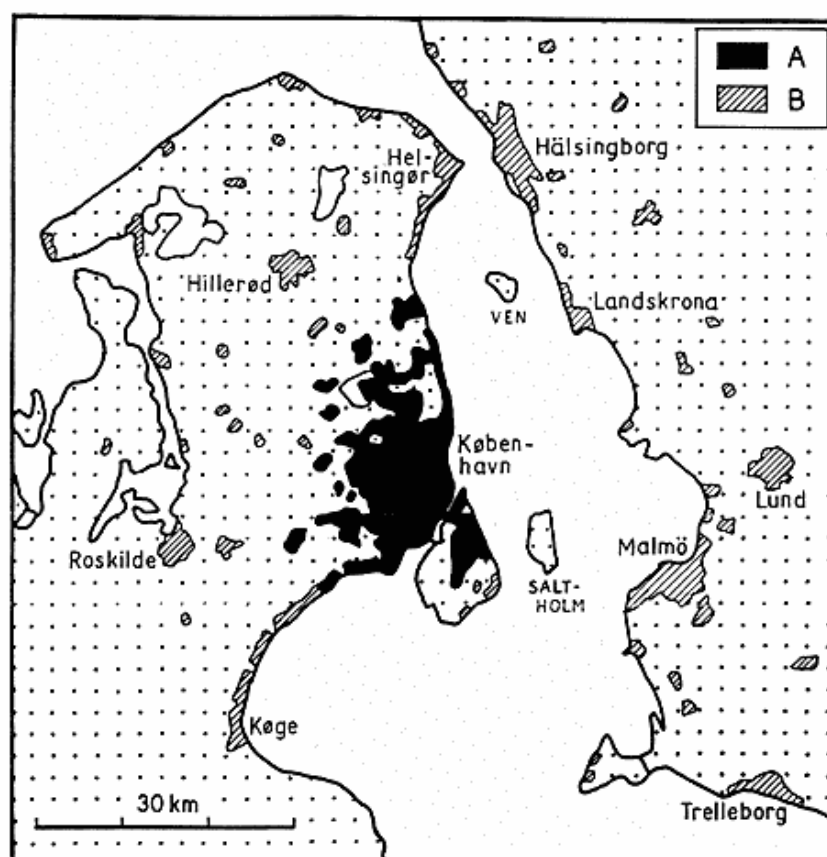 A
B
Hel-
singør
Hälsingborg
Hillerød
VEN
Landskrona
Køben-
havn
Lund
Roskilde
Malmö
SALT-
HOLM
Køge
30 km
Trelleborg